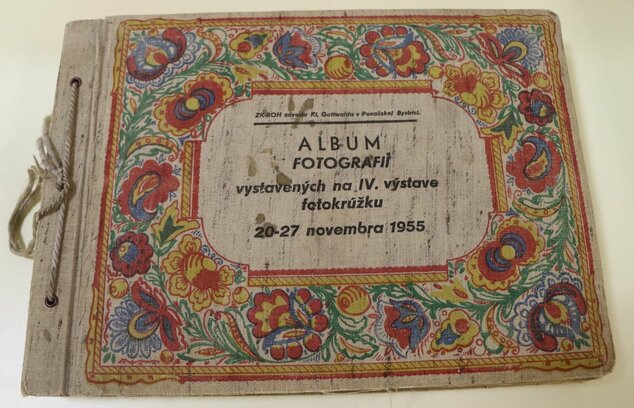 ZK-ROH závodu Kl. Gottwalda v Považskej Bystrici.
ALBUM
FOTOGRAFIÍ
vystavených na IV. výstave
fotokrúžku
20-27 novembra 1955